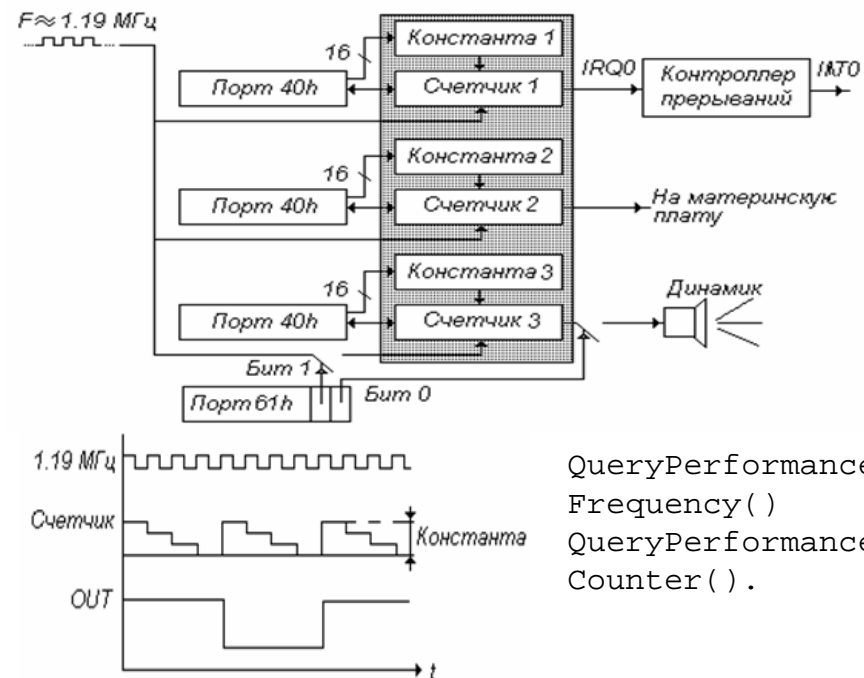 F≈1.19 МГц
Константа 1
16
IRQ0
Порт 40h
Счетчик 1
Контроллер
прерываний
INT0
Константа 2
16
Порт 40h
Счетчик 2
На материнскую
плату
Константа 3
16
Порт 40h
Счетчик 3
Динамик
Бит 1
Порт 61h
Бит 0
1.19 МГц
Счетчик
Константа
OUT
t
QueryPerformance
Frequency()
QueryPerformance
Counter().